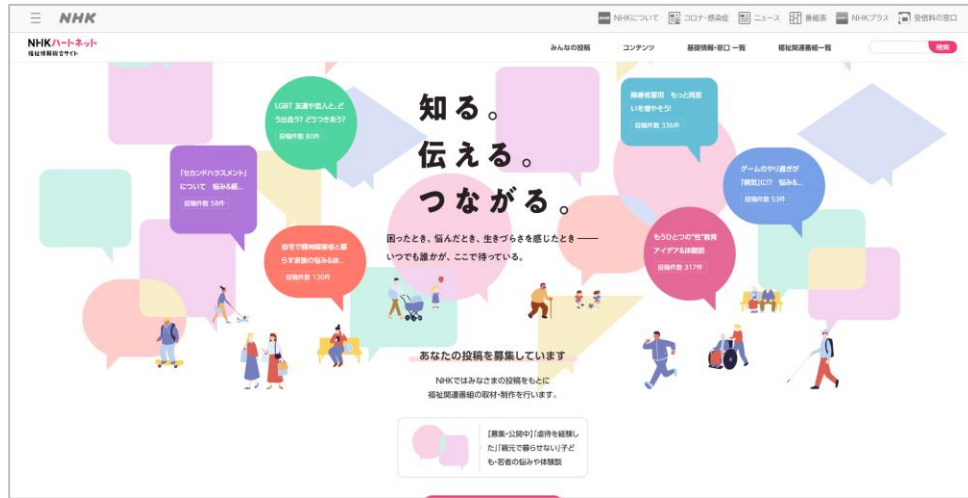 NHK
NHKについて
コロナ・感染症
ニュース
番組表
NHKプラス
受信料の窓口
NHKハートネット
福祉情報総合サイト
みんなの投稿
コンテンツ
基礎情報・窓口 一覧
福祉関連番組一覧
検索
LGBT 友達や恋人と、ど
う出会う? どうつきあう?
投稿件数 80件
「セカンドハラスメント」
について 悩み&経...
投稿件数 58件
自宅で精神障害者と暮
らす家族の悩み&体...
投稿件数 120件
知る。
伝える。
つながる。
困ったとき、悩んだとき、生きづらさを感じたとき――
いつでも誰かが、ここで待っている。
障害者雇用 もっと両思
いを増やそう!
投稿件数 336件
ゲームのやり過ぎが
「病気」に!? 悩み&...
投稿件数 53件
もうひとつの“性”教育
アイデア&体験談
投稿件数 317件
あなたの投稿を募集しています
NHKではみなさまの投稿をもとに
福祉関連番組の取材・制作を行います。
【募集・公開中】「虐待を経験し
た」「親元で暮らせない」子ど
も・若者の悩みや体験談